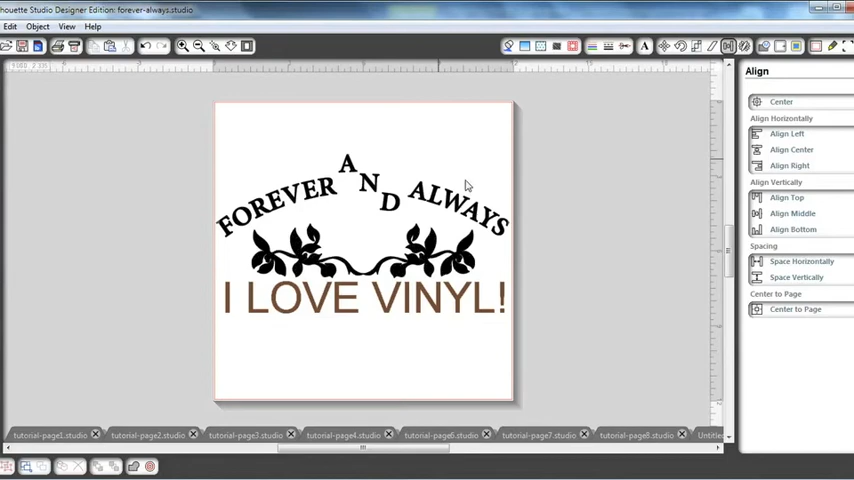 houette Studio Designer Edition: forever-always.studio
Edit Object View Help
Align
Center
Align Horizontally
Align Left
Align Center
Align Right
Align Vertically
Align Top
Align Middle
Align Bottom
Spacing
Space Horizontally
Space Vertically
Center to Page
Center to Page
FOREVER AND ALWAYS
I LOVE VINYL!
tutorial-page1.studio tutorial-page2.studio tutorial-page3.studio tutorial-page4.studio tutorial-page6.studio tutorial-page7.studio tutorial-page8.studio Untitled